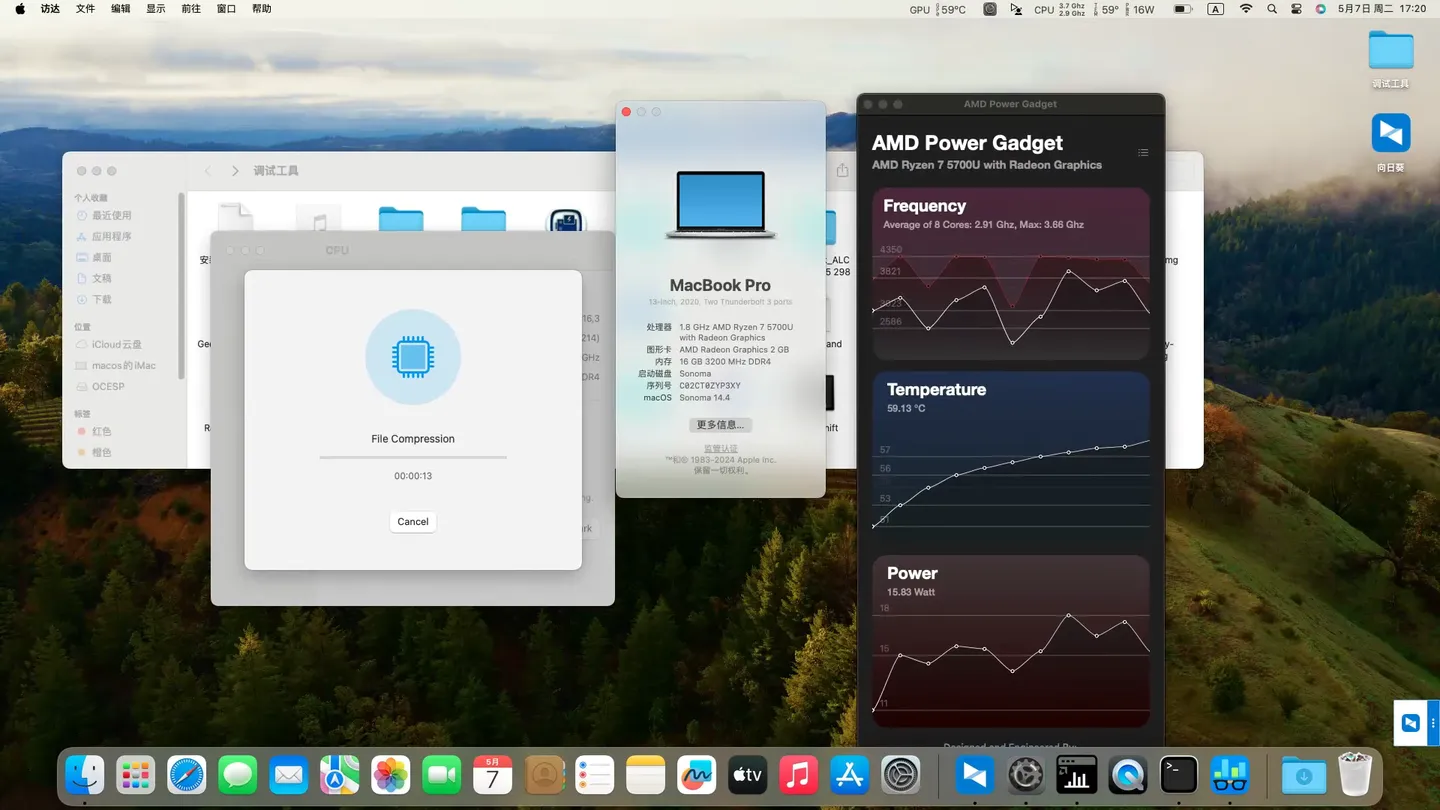 访达 文件 编辑 显示 前往 窗口 帮助
GPU 59°C CPU 3.7 Ghz 2.9 Ghz 59° 16W A 5月7日 周二 17:20
调试工具
向日葵
调试工具
个人收藏
最近使用
应用程序
桌面
文稿
下载
位置
iCloud云盘
macos的iMac
OCESP
标签
红色
橙色
CPU
16,3
214)
GHz
DDR4
File Compression
00:00:13
Cancel
MacBook Pro
13-inch, 2020, Two Thunderbolt 3 ports
处理器 1.8 GHz AMD Ryzen 7 5700U
with Radeon Graphics
图形卡 AMD Radeon Graphics 2 GB
内存 16 GB 3200 MHz DDR4
启动磁盘 Sonoma
序列号 C02CT0ZYP3XY
macOS Sonoma 14.4
更多信息...
监管认证
™和© 1983-2024 Apple Inc.
保留一切权利。
AMD Power Gadget
AMD Power Gadget
AMD Ryzen 7 5700U with Radeon Graphics
Frequency
Average of 8 Cores: 2.91 Ghz, Max: 3.66 Ghz
4350
3821
2586
Temperature
59.13 °C
57
56
53
51
Power
15.83 Watt
18
15
11
Designed and Engineered By:
5月
7
tv